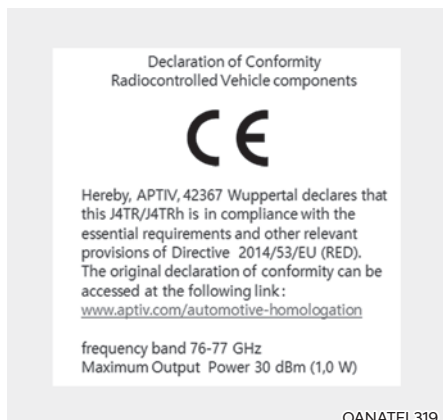 Declaration of Conformity
Radiocontrolled Vehicle components
CE
Hereby, APTIV, 42367 Wuppertal declares that
this J4TR/J4TRh is in compliance with the
essential requirements and other relevant
provisions of Directive 2014/53/EU (RED).
The original declaration of conformity can be
accessed at the following link:
www.aptiv.com/automotive-homologation
frequency band 76-77 GHz
Maximum Output Power 30 dBm (1,0 W)
OANATEL319